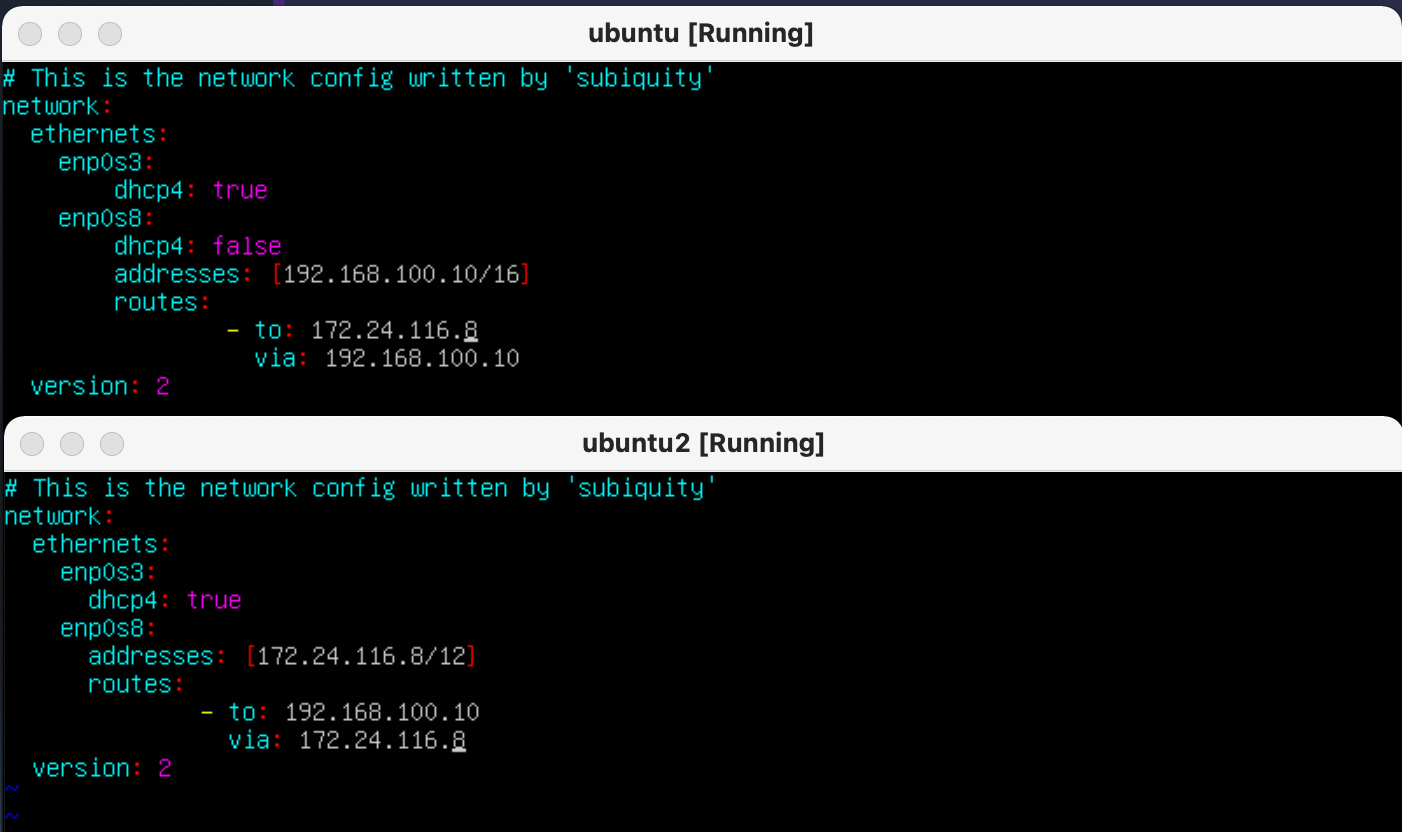 ubuntu [Running]
# This is the network config written by 'subiquity'
network:
  ethernets:
    enp0s3:
        dhcp4: true
    enp0s8:
        dhcp4: false
        addresses: [192.168.100.10/16]
        routes:
                - to: 172.24.116.8
                  via: 192.168.100.10
  version: 2
ubuntu2 [Running]
# This is the network config written by 'subiquity'
network:
  ethernets:
    enp0s3:
      dhcp4: true
    enp0s8:
      addresses: [172.24.116.8/12]
      routes:
              - to: 192.168.100.10
                via: 172.24.116.8
  version: 2
~
~